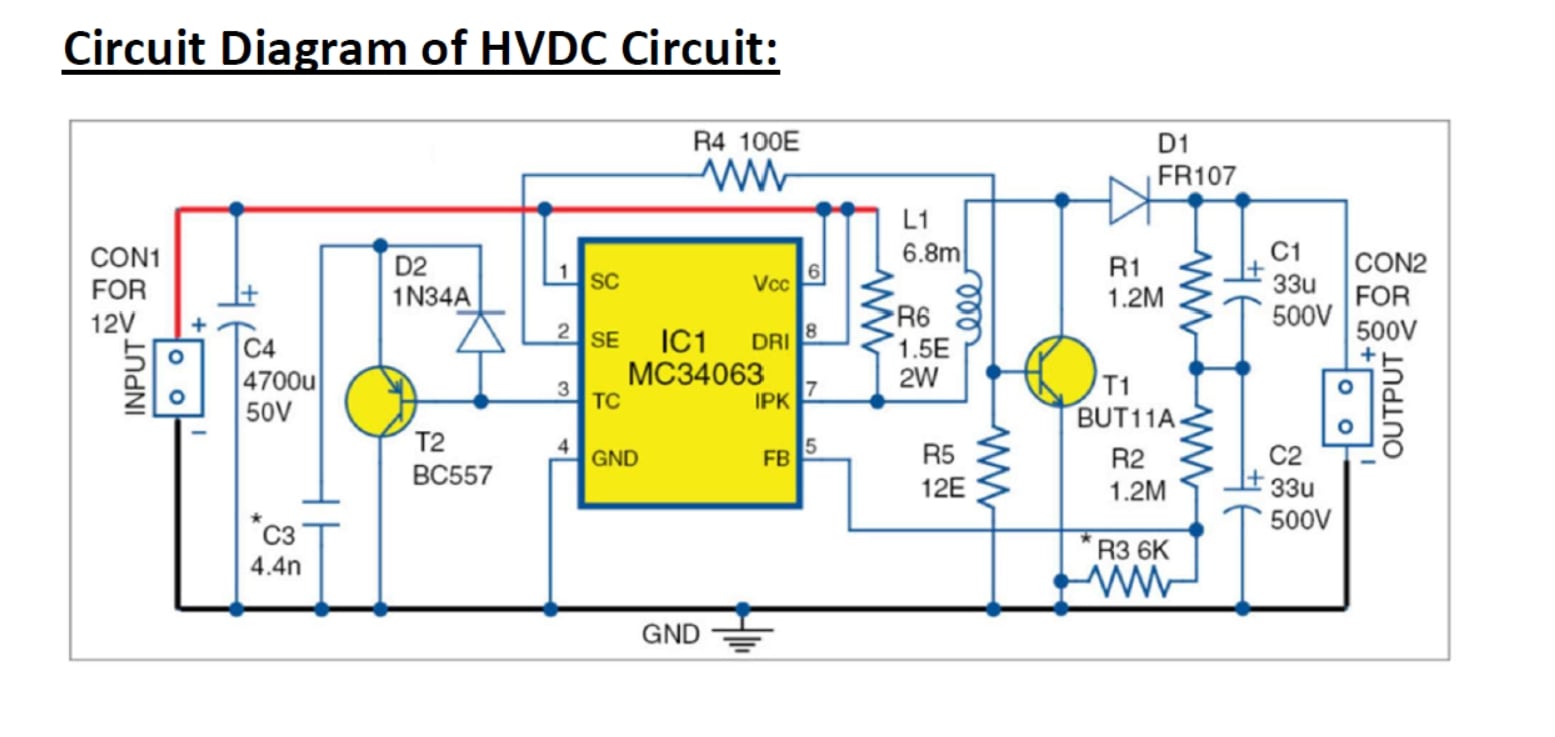 Circuit Diagram of HVDC Circuit:
R4 100E
D1
FR107
CON1
FOR
12V
INPUT
+
−
+
C4
4700u
50V
D2
1N34A
T2
BC557
*C3
4.4n
1 SC
2 SE
3 TC
4 GND
IC1
MC34063
Vcc 6
DRI 8
IPK 7
FB 5
L1
6.8m
R6
1.5E
2W
R5
12E
T1
BUT11A
R1
1.2M
R2
1.2M
*R3 6K
C1
+
33u
500V
C2
+
33u
500V
CON2
FOR
500V
+
OUTPUT
−
GND